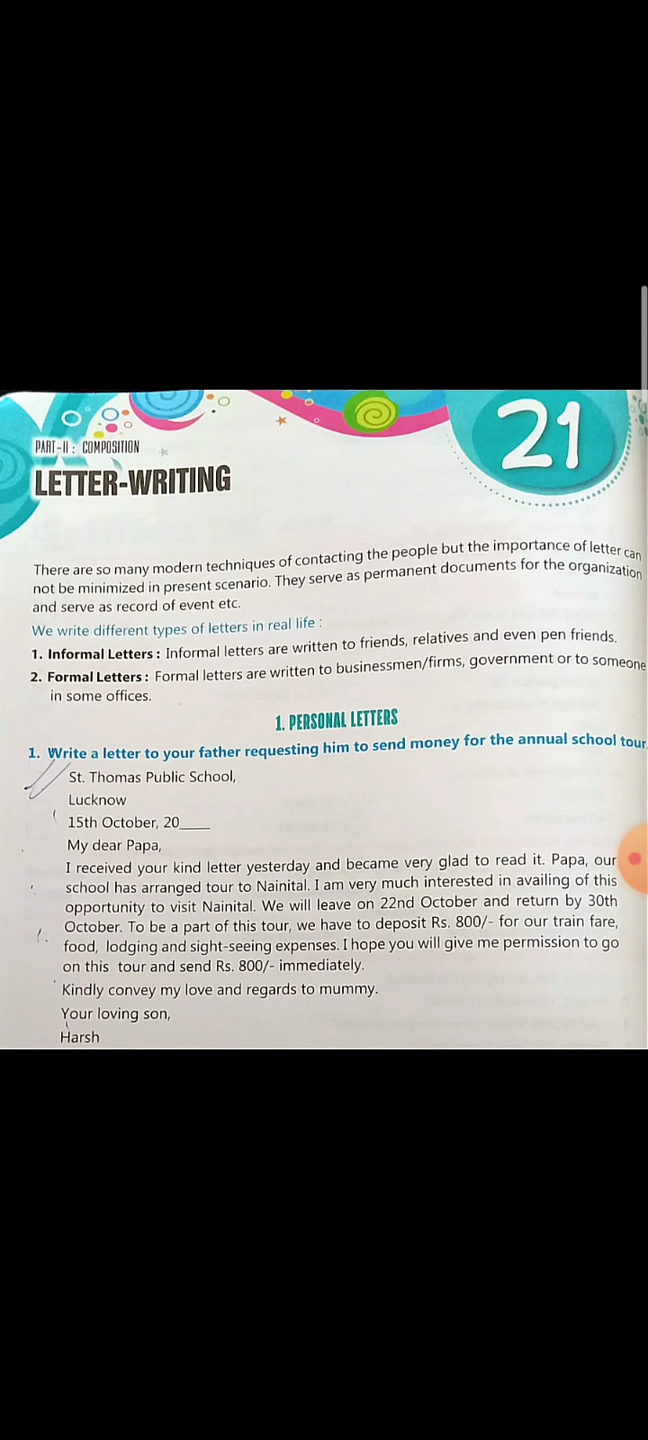 21
PART-II : COMPOSITION
LETTER-WRITING
There are so many modern techniques of contacting the people but the importance of letter can
not be minimized in present scenario. They serve as permanent documents for the organization
and serve as record of event etc.
We write different types of letters in real life :
1. Informal Letters : Informal letters are written to friends, relatives and even pen friends.
2. Formal Letters : Formal letters are written to businessmen/firms, government or to someone
in some offices.
1. PERSONAL LETTERS
1. Write a letter to your father requesting him to send money for the annual school tour.
St. Thomas Public School,
Lucknow
15th October, 20____
My dear Papa,
I received your kind letter yesterday and became very glad to read it. Papa, our
school has arranged tour to Nainital. I am very much interested in availing of this
opportunity to visit Nainital. We will leave on 22nd October and return by 30th
October. To be a part of this tour, we have to deposit Rs. 800/- for our train fare,
food, lodging and sight-seeing expenses. I hope you will give me permission to go
on this tour and send Rs. 800/- immediately.
Kindly convey my love and regards to mummy.
Your loving son,
Harsh